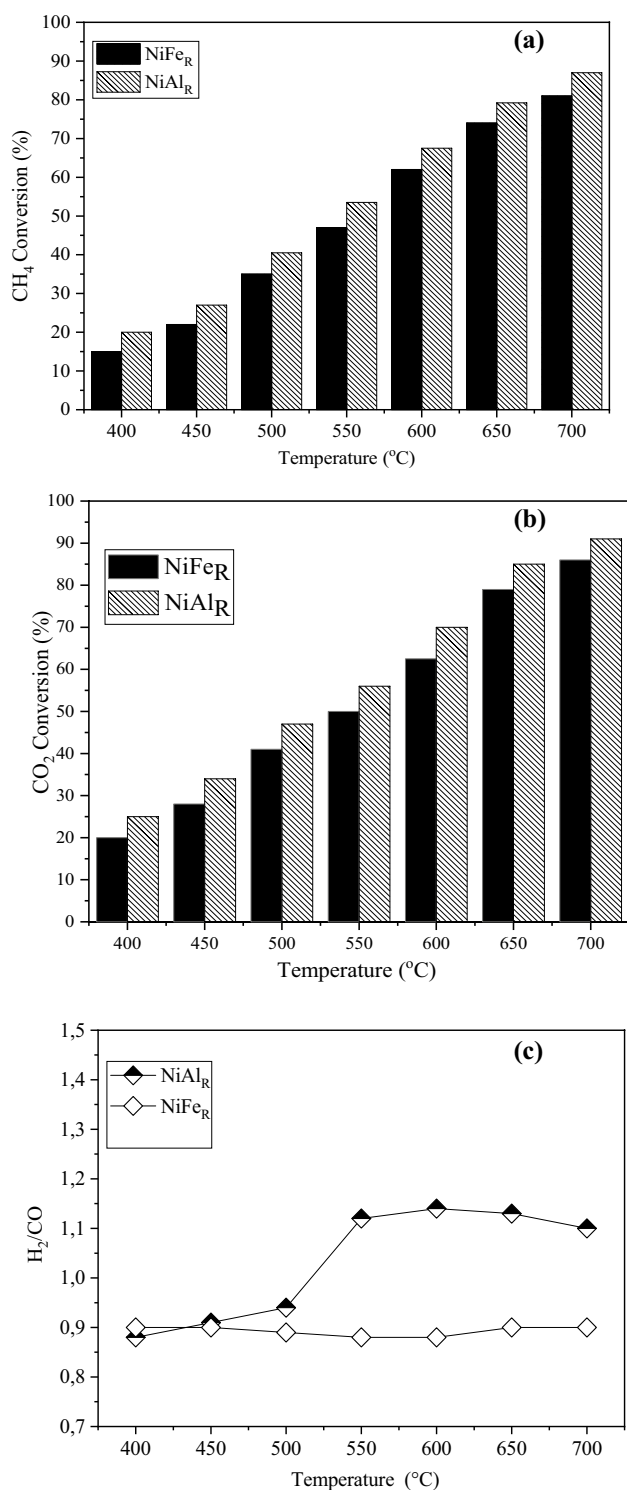 (a)
NiFeR
NiAlR
CH4 Conversion (%)
100
90
80
70
60
50
40
30
20
10
0
400 450 500 550 600 650 700
Temperature (oC)
(b)
NiFeR
NiAlR
CO2 Conversion (%)
100
90
80
70
60
50
40
30
20
10
0
400 450 500 550 600 650 700
Temperature (oC)
(c)
NiAlR
NiFeR
H2/CO
1,5
1,4
1,3
1,2
1,1
1,0
0,9
0,8
0,7
400 450 500 550 600 650 700
Temperature (°C)